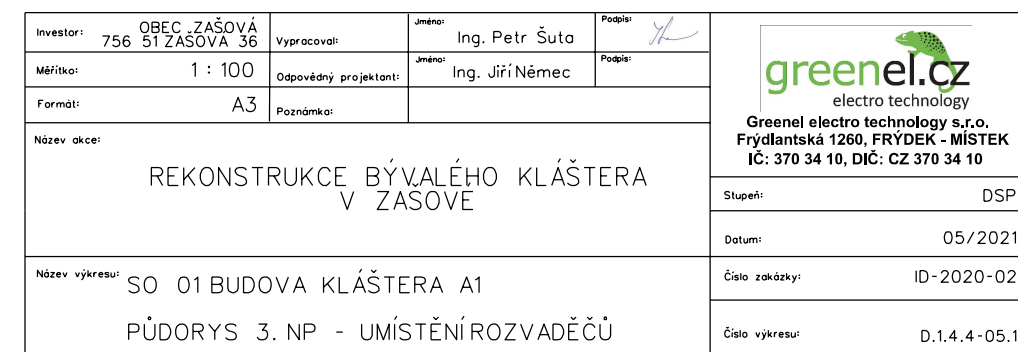 Investor: OBEC ZAŠOVÁ
756 51 ZAŠOVÁ 36
Vypracoval:
Jméno:
Ing. Petr Šuta
Podpis:
Měřítko: 1 : 100
Odpovědný projektant:
Jméno:
Ing. Jiří Němec
Podpis:
Formát: A3
Poznámka:
greenel.cz
electro technology
Greenel electro technology s.r.o.
Frýdlantská 1260, FRÝDEK - MÍSTEK
IČ: 370 34 10, DIČ: CZ 370 34 10
Název akce:
REKONSTRUKCE BÝVALÉHO KLÁŠTERA
V ZAŠOVÉ
Stupeň: DSP
Datum: 05/2021
Název výkresu: SO 01 BUDOVA KLÁŠTERA A1
PŮDORYS 3. NP - UMÍSTĚNÍ ROZVADĚČŮ
Číslo zakázky: ID-2020-02
Číslo výkresu: D.1.4.4-05.1